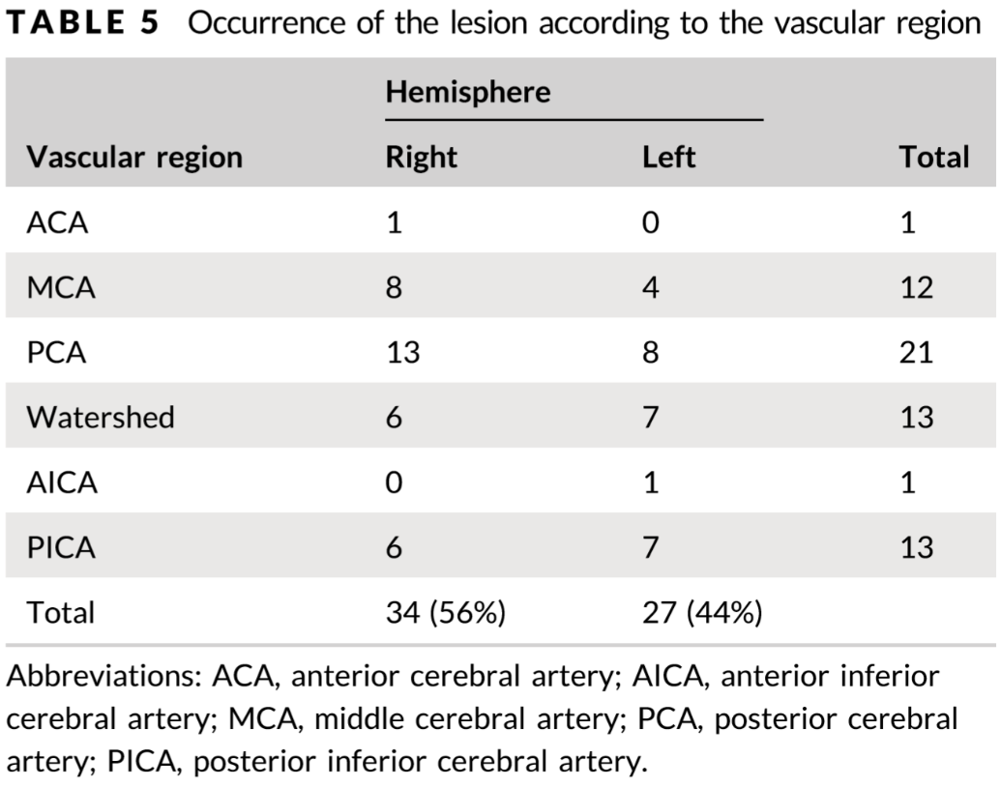 TABLE 5 Occurrence of the lesion according to the vascular region
Hemisphere
Vascular region Right Left Total
ACA 1 0 1
MCA 8 4 12
PCA 13 8 21
Watershed 6 7 13
AICA 0 1 1
PICA 6 7 13
Total 34 (56%) 27 (44%)
Abbreviations: ACA, anterior cerebral artery; AICA, anterior inferior
cerebral artery; MCA, middle cerebral artery; PCA, posterior cerebral
artery; PICA, posterior inferior cerebral artery.